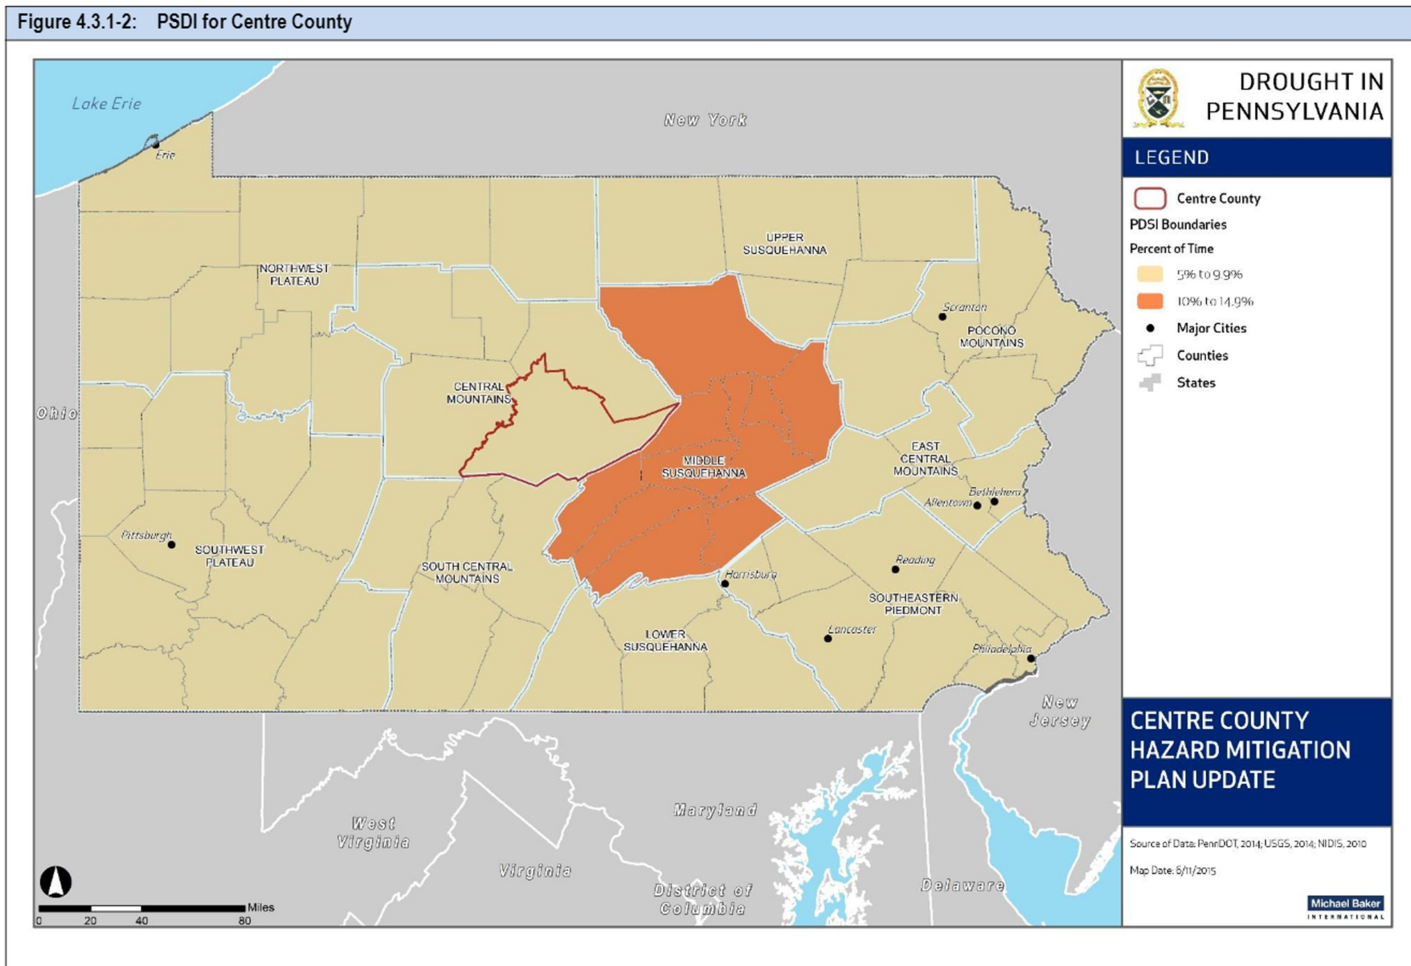 Figure 4.3.1-2: PSDI for Centre County
DROUGHT IN
PENNSYLVANIA
LEGEND
Centre County
PDSI Boundaries
Percent of Time
5% to 9.9%
10% to 14.9%
Major Cities
Counties
States
Lake Erie
Erie
New York
UPPER
SUSQUEHANNA
NORTHWEST
PLATEAU
Scranton
POCONO
MOUNTAINS
CENTRAL
MOUNTAINS
Ohio
MIDDLE
SUSQUEHANNA
EAST
CENTRAL
MOUNTAINS
Bethlehem
Allentown
Pittsburgh
SOUTHWEST
PLATEAU
SOUTH CENTRAL
MOUNTAINS
Harrisburg
Reading
SOUTHEASTERN
PIEDMONT
LOWER
SUSQUEHANNA
Lancaster
Philadelphia
New
Jersey
West
Virginia
Virginia
Maryland
District of
Columbia
Delaware
0 20 40 80 Miles
CENTRE COUNTY
HAZARD MITIGATION
PLAN UPDATE
Source of Data: PennDOT, 2014; USGS, 2014; NIDIS, 2010
Map Date: 6/11/2015
Michael Baker
INTERNATIONAL